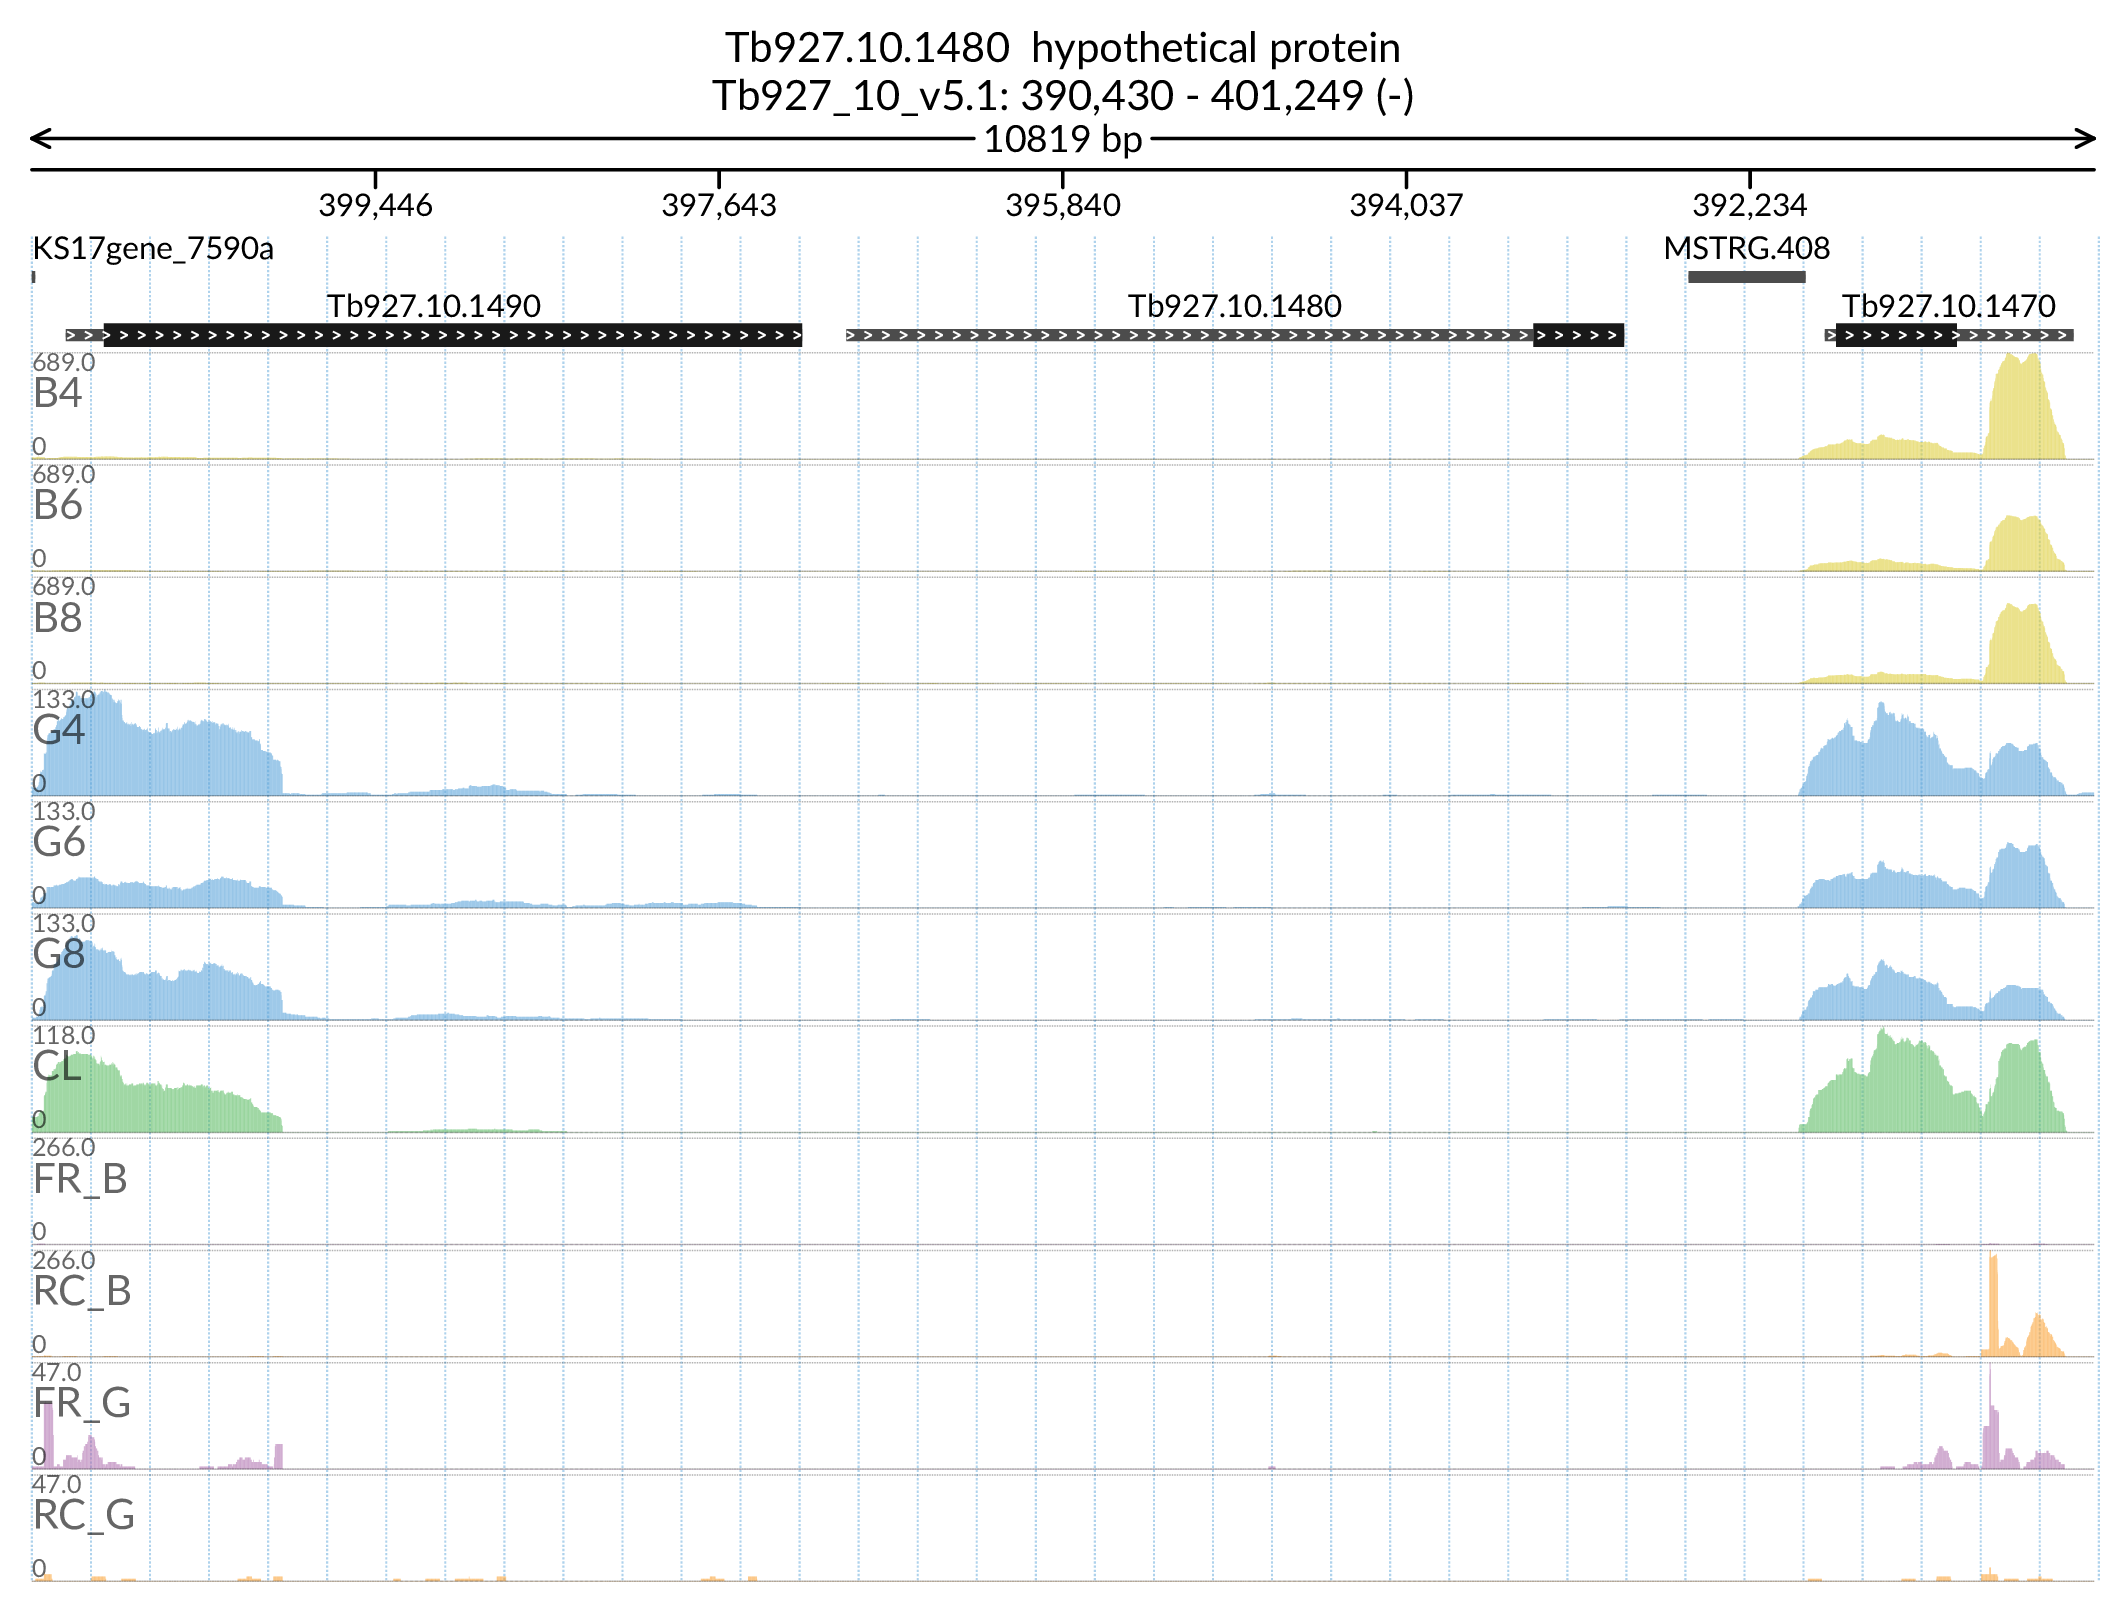 Tb927.10.1480  hypothetical protein
Tb927_10_v5.1: 390,430 - 401,249 (-)
10819 bp
399,446 397,643 395,840 394,037 392,234
KS17gene_7590a MSTRG.408
Tb927.10.1490 Tb927.10.1480 Tb927.10.1470
689.0
B4
0
689.0
B6
0
689.0
B8
0
133.0
G4
0
133.0
G6
0
133.0
G8
0
118.0
CL
0
266.0
FR_B
0
266.0
RC_B
0
47.0
FR_G
0
47.0
RC_G
0